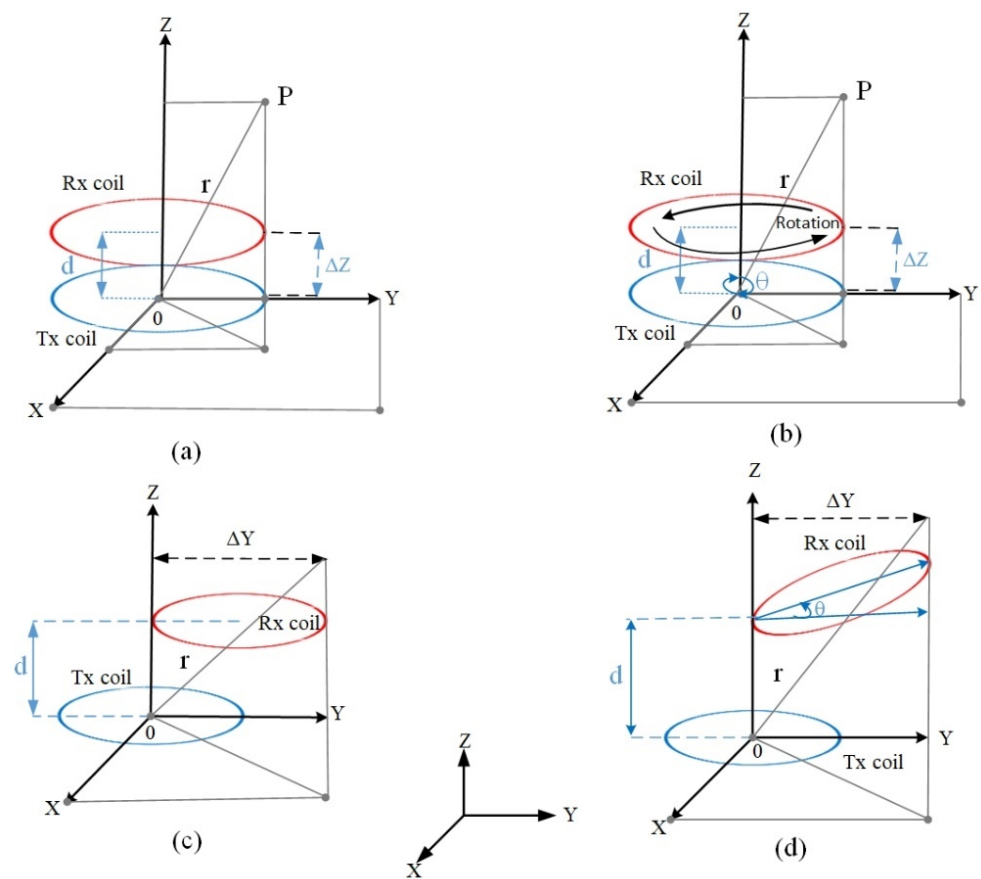 Z
P
Rx coil
r
d
ΔZ
Y
0
Tx coil
X
(a)
Z
P
Rx coil
r
Rotation
d
ΔZ
θ
Y
0
Tx coil
X
(b)
Z
ΔY
Rx coil
d
r
Tx coil
Y
0
X
(c)
Z
Y
X
Z
ΔY
Rx coil
θ
d
r
Y
0
Tx coil
X
(d)